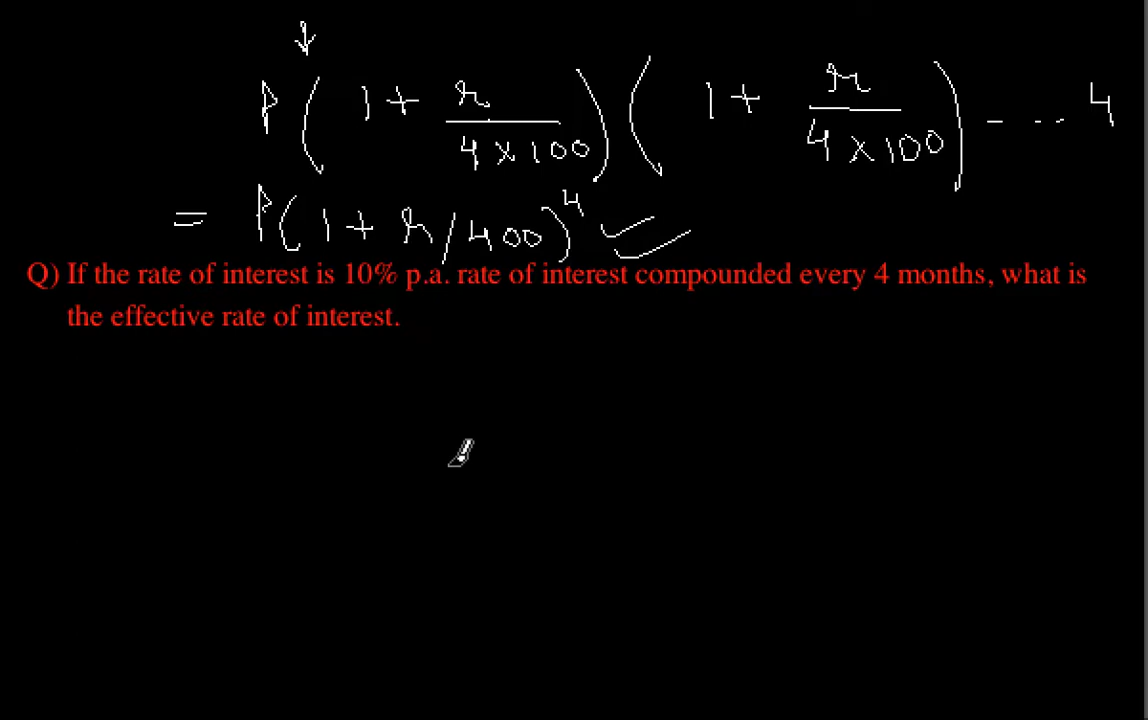 P(1+ r/4×100)(1+ r/4×100) - ... 4
= P(1+ r/400)^4
Q) If the rate of interest is 10% p.a. rate of interest compounded every 4 months, what is
the effective rate of interest.